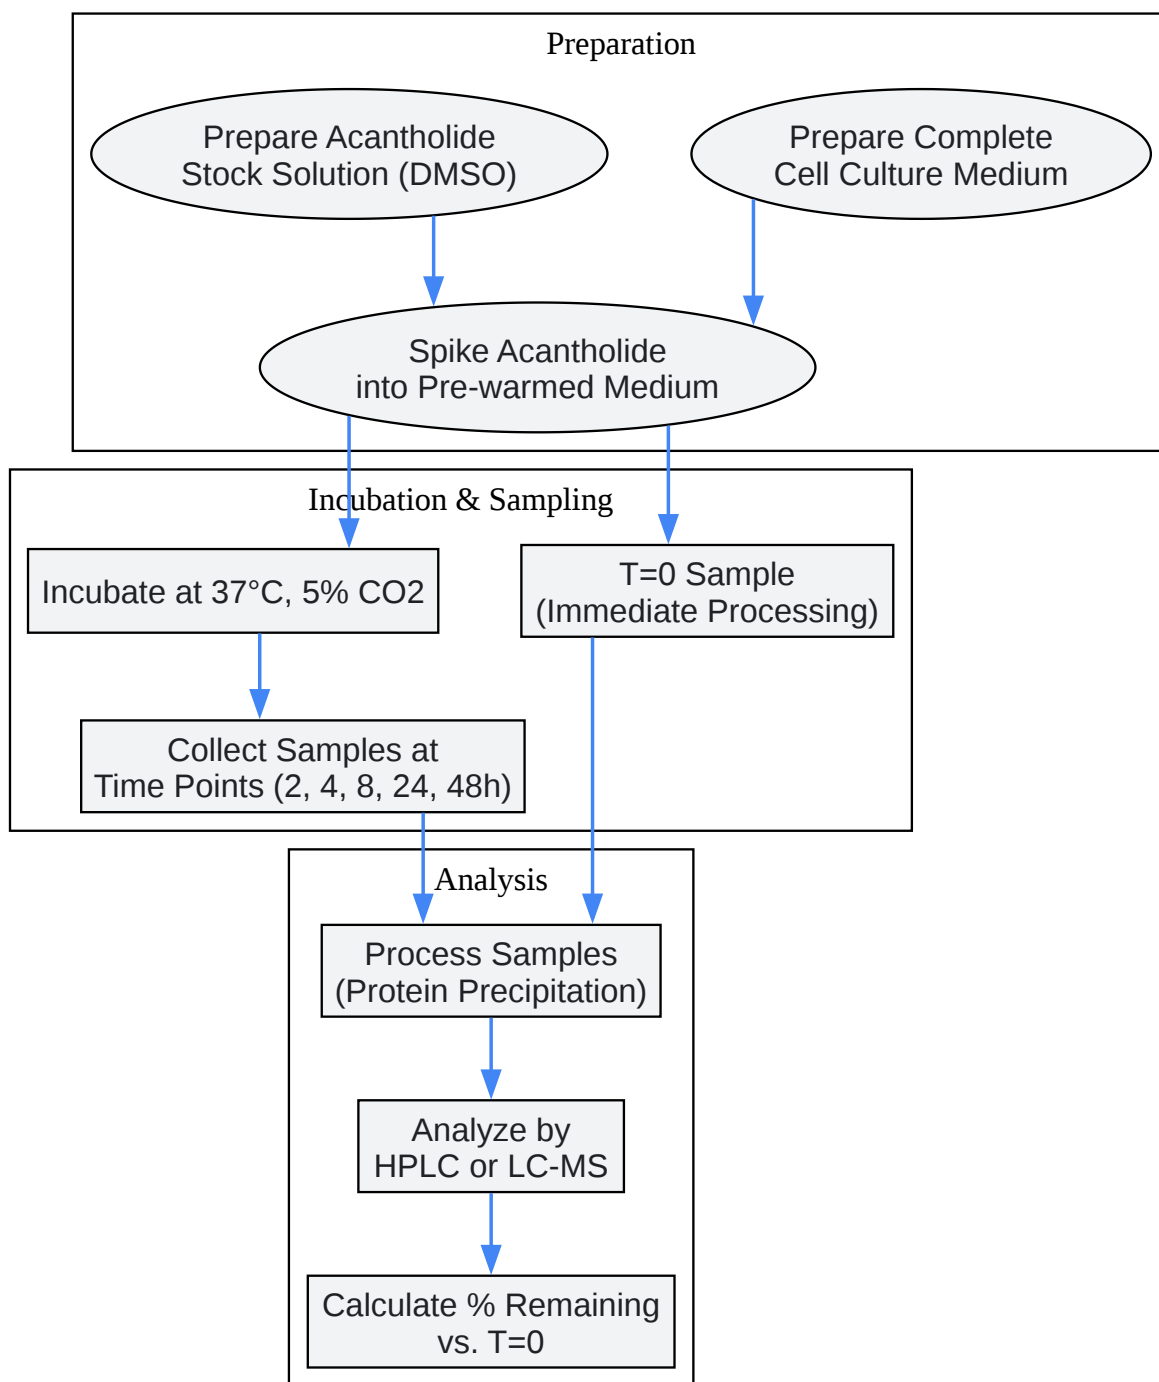 Preparation
Prepare Acantholide
Stock Solution (DMSO)
Prepare Complete
Cell Culture Medium
Spike Acantholide
into Pre-warmed Medium
Incubation & Sampling
Incubate at 37°C, 5% CO2
T=0 Sample
(Immediate Processing)
Collect Samples at
Time Points (2, 4, 8, 24, 48h)
Analysis
Process Samples
(Protein Precipitation)
Analyze by
HPLC or LC-MS
Calculate % Remaining
vs. T=0